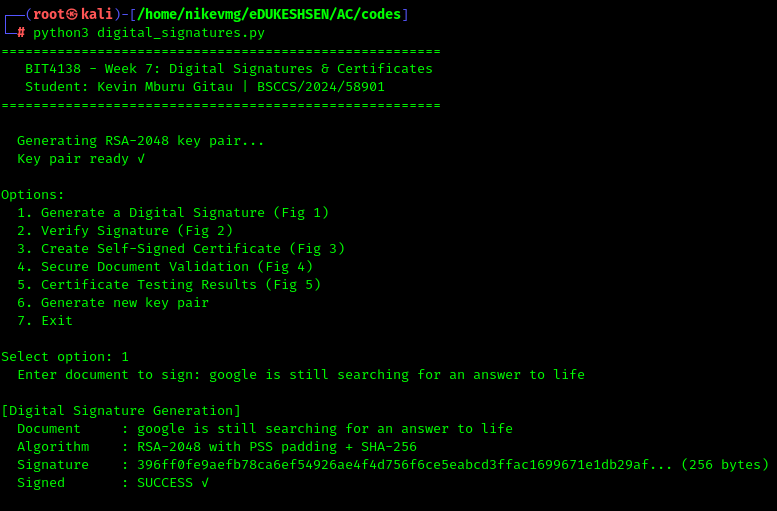 ┌──(root㉿kali)-[/home/nikevmg/eDUKESHSEN/AC/codes]
└─# python3 digital_signatures.py
=======================================================
   BIT4138 - Week 7: Digital Signatures & Certificates
   Student: Kevin Mburu Gitau | BSCCS/2024/58901
=======================================================
  Generating RSA-2048 key pair...
  Key pair ready √
Options:
  1. Generate a Digital Signature (Fig 1)
  2. Verify Signature (Fig 2)
  3. Create Self-Signed Certificate (Fig 3)
  4. Secure Document Validation (Fig 4)
  5. Certificate Testing Results (Fig 5)
  6. Generate new key pair
  7. Exit
Select option: 1
  Enter document to sign: google is still searching for an answer to life
[Digital Signature Generation]
  Document     : google is still searching for an answer to life
  Algorithm    : RSA-2048 with PSS padding + SHA-256
  Signature    : 396ff0fe9aefb78ca6ef54926ae4f4d756f6ce5eabcd3ffac1699671e1db29af... (256 bytes)
  Signed       : SUCCESS √